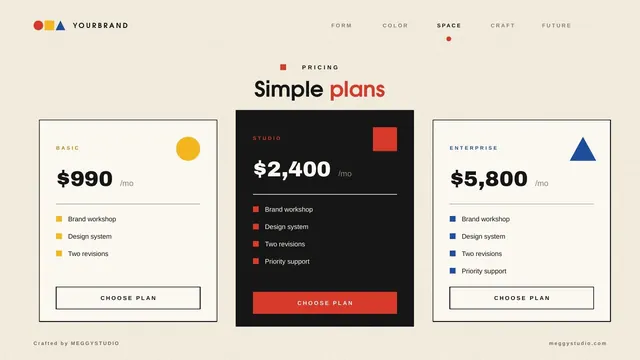 YOURBRAND
FORM
COLOR
SPACE
CRAFT
FUTURE
PRICING
Simple plans
BASIC
$990 /mo
Brand workshop
Design system
Two revisions
CHOOSE PLAN
STUDIO
$2,400 /mo
Brand workshop
Design system
Two revisions
Priority support
CHOOSE PLAN
ENTERPRISE
$5,800 /mo
Brand workshop
Design system
Two revisions
Priority support
CHOOSE PLAN
Crafted by MEGGYSTUDIO
meggystudio.com